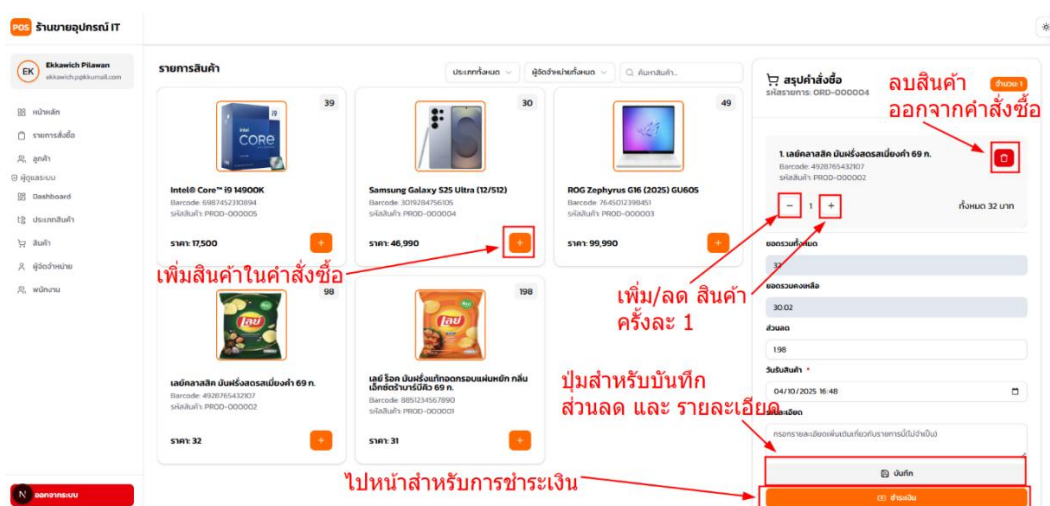 POS ร้านขายอุปกรณ์ IT
EK
Ekkawich Pilawan
ekkawich.p@kkumail.com
หน้าหลัก
รายการสั่งซื้อ
ลูกค้า
ผู้ดูแลระบบ
Dashboard
ประเภทสินค้า
สินค้า
ผู้จัดจำหน่าย
พนักงาน
N ออกจากระบบ
รายการสินค้า
ประเภททั้งหมด
ผู้จัดจำหน่ายทั้งหมด
ค้นหาสินค้า..
39
intel
CORE
i9
Intel® Core™ i9 14900K
Barcode: 6987452310894
รหัสสินค้า: PROD-000005
ราคา: 17,500
30
Samsung Galaxy S25 Ultra (12/512)
Barcode: 3019284756105
รหัสสินค้า: PROD-000004
ราคา: 46,990
49
ROG Zephyrus G16 (2025) GU605
Barcode: 7645012398451
รหัสสินค้า: PROD-000003
ราคา: 99,990
เพิ่มสินค้าในคำสั่งซื้อ
98
เลย์
เลย์คลาสสิค มันฝรั่งสดรสเมี่ยงคำ 69 ก.
Barcode: 4928765432107
รหัสสินค้า: PROD-000002
ราคา: 32
198
เลย์
เลย์ ร็อค มันฝรั่งแท้ทอดกรอบแผ่นหยัก กลิ่น
เอ็กซ์ตร้าบาร์บีคิว 69 ก.
Barcode: 8851234567890
รหัสสินค้า: PROD-000001
ราคา: 31
สรุปคำสั่งซื้อ
รหัสรายการ: ORD-000004
จำนวน: 1
ลบสินค้า
ออกจากคำสั่งซื้อ
1. เลย์คลาสสิค มันฝรั่งสดรสเมี่ยงคำ 69 ก.
Barcode: 4928765432107
รหัสสินค้า: PROD-000002
− 1 +
ทั้งหมด 32 บาท
เพิ่ม/ลด สินค้า
ครั้งละ 1
ยอดรวมทั้งหมด
32
ยอดรวมคงเหลือ
30.02
ส่วนลด
1.98
วันรับสินค้า *
04/10/2025 16:48
ปุ่มสำหรับบันทึก
ส่วนลด และ รายละเอียด
รายละเอียด
กรอกรายละเอียดเพิ่มเติมเกี่ยวกับรายการนี้(ไม่จำเป็น)
บันทึก
ไปหน้าสำหรับการชำระเงิน
ชำระเงิน